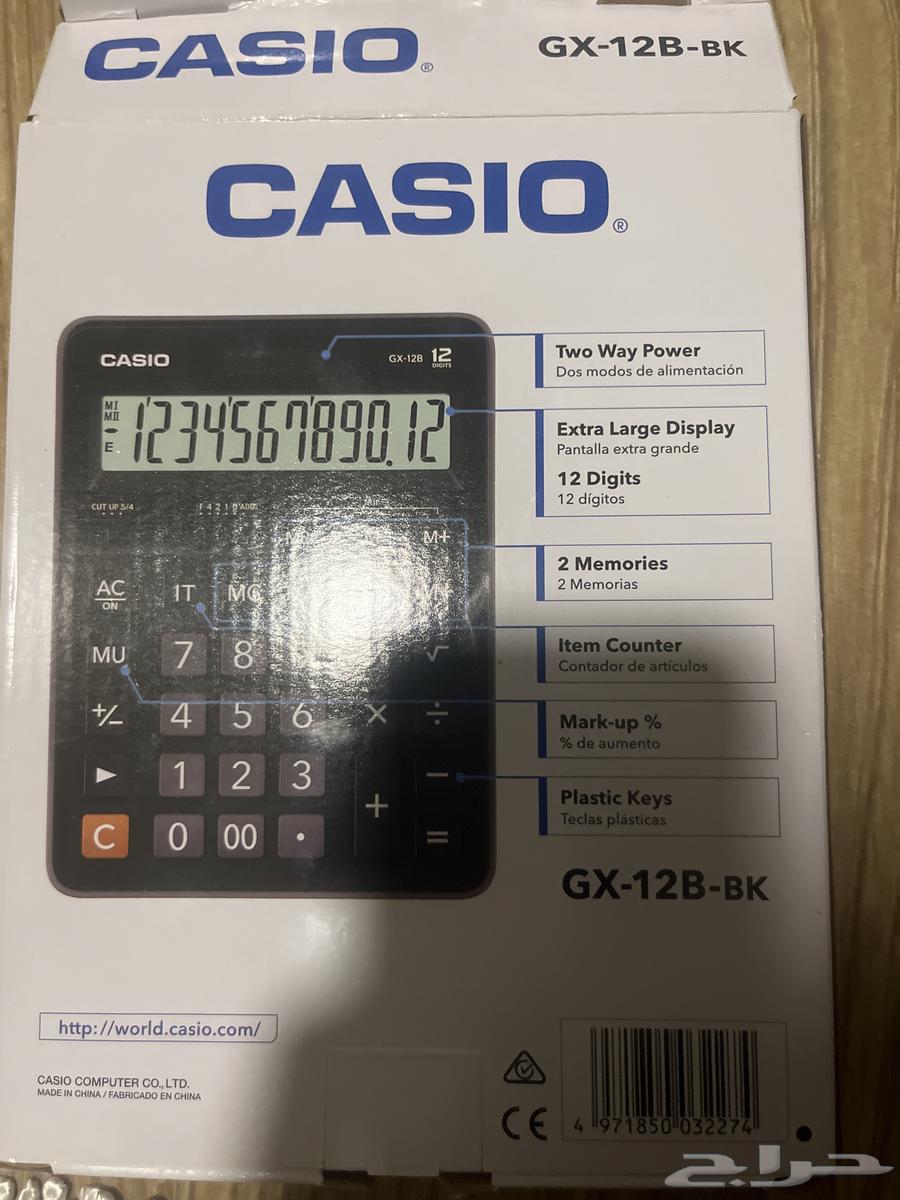 CASIO®
GX-12B-BK
CASIO®
CASIO
GX-12B
12
DIGITS
MI
MII
E
1'234'567'890.12
CUT UP 5/4
F 4 2 1 0 ADD2
M+
AC
ON
IT
MC
MU
7
8
√
+/−
4
5
6
×
÷
▶
1
2
3
+
−
C
0
00
·
=
Two Way Power
Dos modos de alimentación
Extra Large Display
Pantalla extra grande
12 Digits
12 dígitos
2 Memories
2 Memorias
Item Counter
Contador de artículos
Mark-up %
% de aumento
Plastic Keys
Teclas plásticas
GX-12B-BK
http://world.casio.com/
CASIO COMPUTER CO., LTD.
MADE IN CHINA / FABRICADO EN CHINA
CE
4 971850 032274
حراج